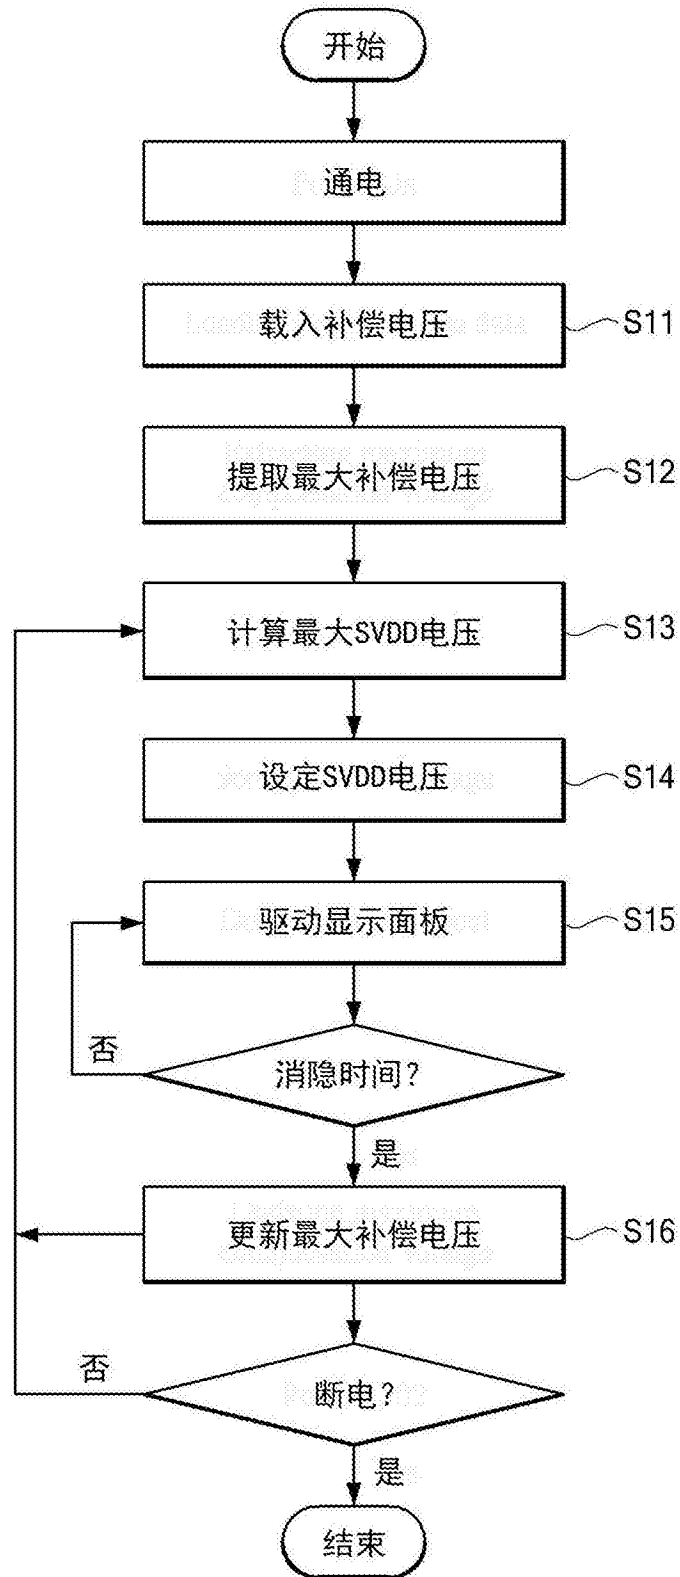 开始
通电
载入补偿电压
S11
提取最大补偿电压
S12
计算最大SVDD电压
S13
设定SVDD电压
S14
驱动显示面板
S15
消隐时间?
否
是
更新最大补偿电压
S16
断电?
否
是
结束